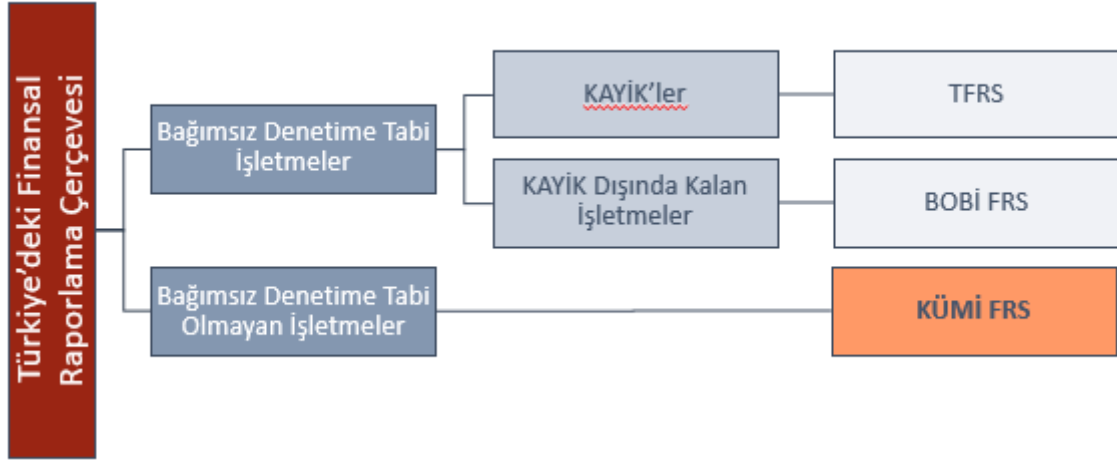 Türkiye'deki Finansal
Raporlama Çerçevesi
Bağımsız Denetime Tabi
İşletmeler
KAYİK'ler
TFRS
KAYİK Dışında Kalan
İşletmeler
BOBİ FRS
Bağımsız Denetime Tabi
Olmayan İşletmeler
KÜMİ FRS